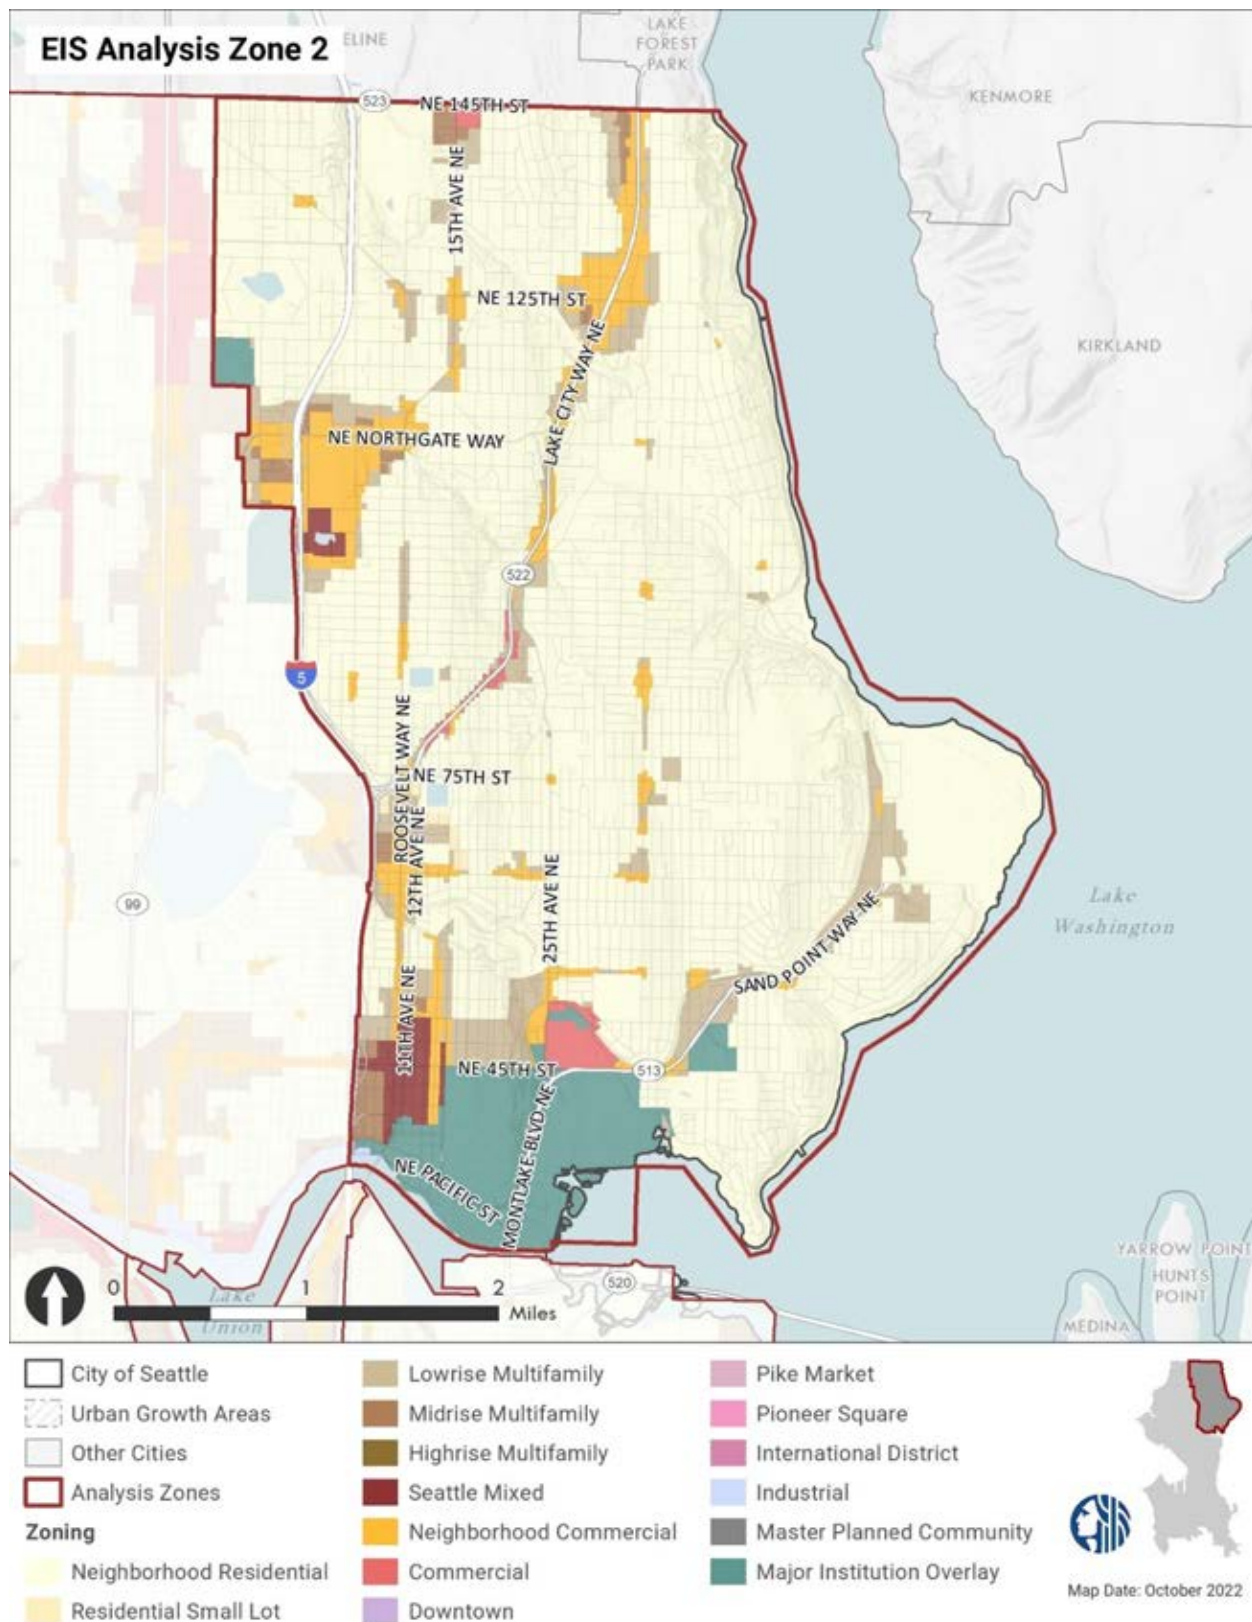 EIS Analysis Zone 2
ELINE
LAKE
FOREST
PARK
KENMORE
523
NE 145TH ST
15TH AVE NE
NE 125TH ST
KIRKLAND
LAKE CITY WAY NE
NE NORTHGATE WAY
522
5
ROOSEVELT WAY NE
NE 75TH ST
12TH AVE NE
99
25TH AVE NE
Lake
Washington
SAND POINT WAY NE
11TH AVE NE
NE 45TH ST
513
MONTLAKE BLVD NE
NE PACIFIC ST
YARROW POINT
HUNTS
POINT
MEDINA
520
Lake
Union
0 1 2
Miles
City of Seattle
Urban Growth Areas
Other Cities
Analysis Zones
Zoning
Neighborhood Residential
Residential Small Lot
Lowrise Multifamily
Midrise Multifamily
Highrise Multifamily
Seattle Mixed
Neighborhood Commercial
Commercial
Downtown
Pike Market
Pioneer Square
International District
Industrial
Master Planned Community
Major Institution Overlay
Map Date: October 2022